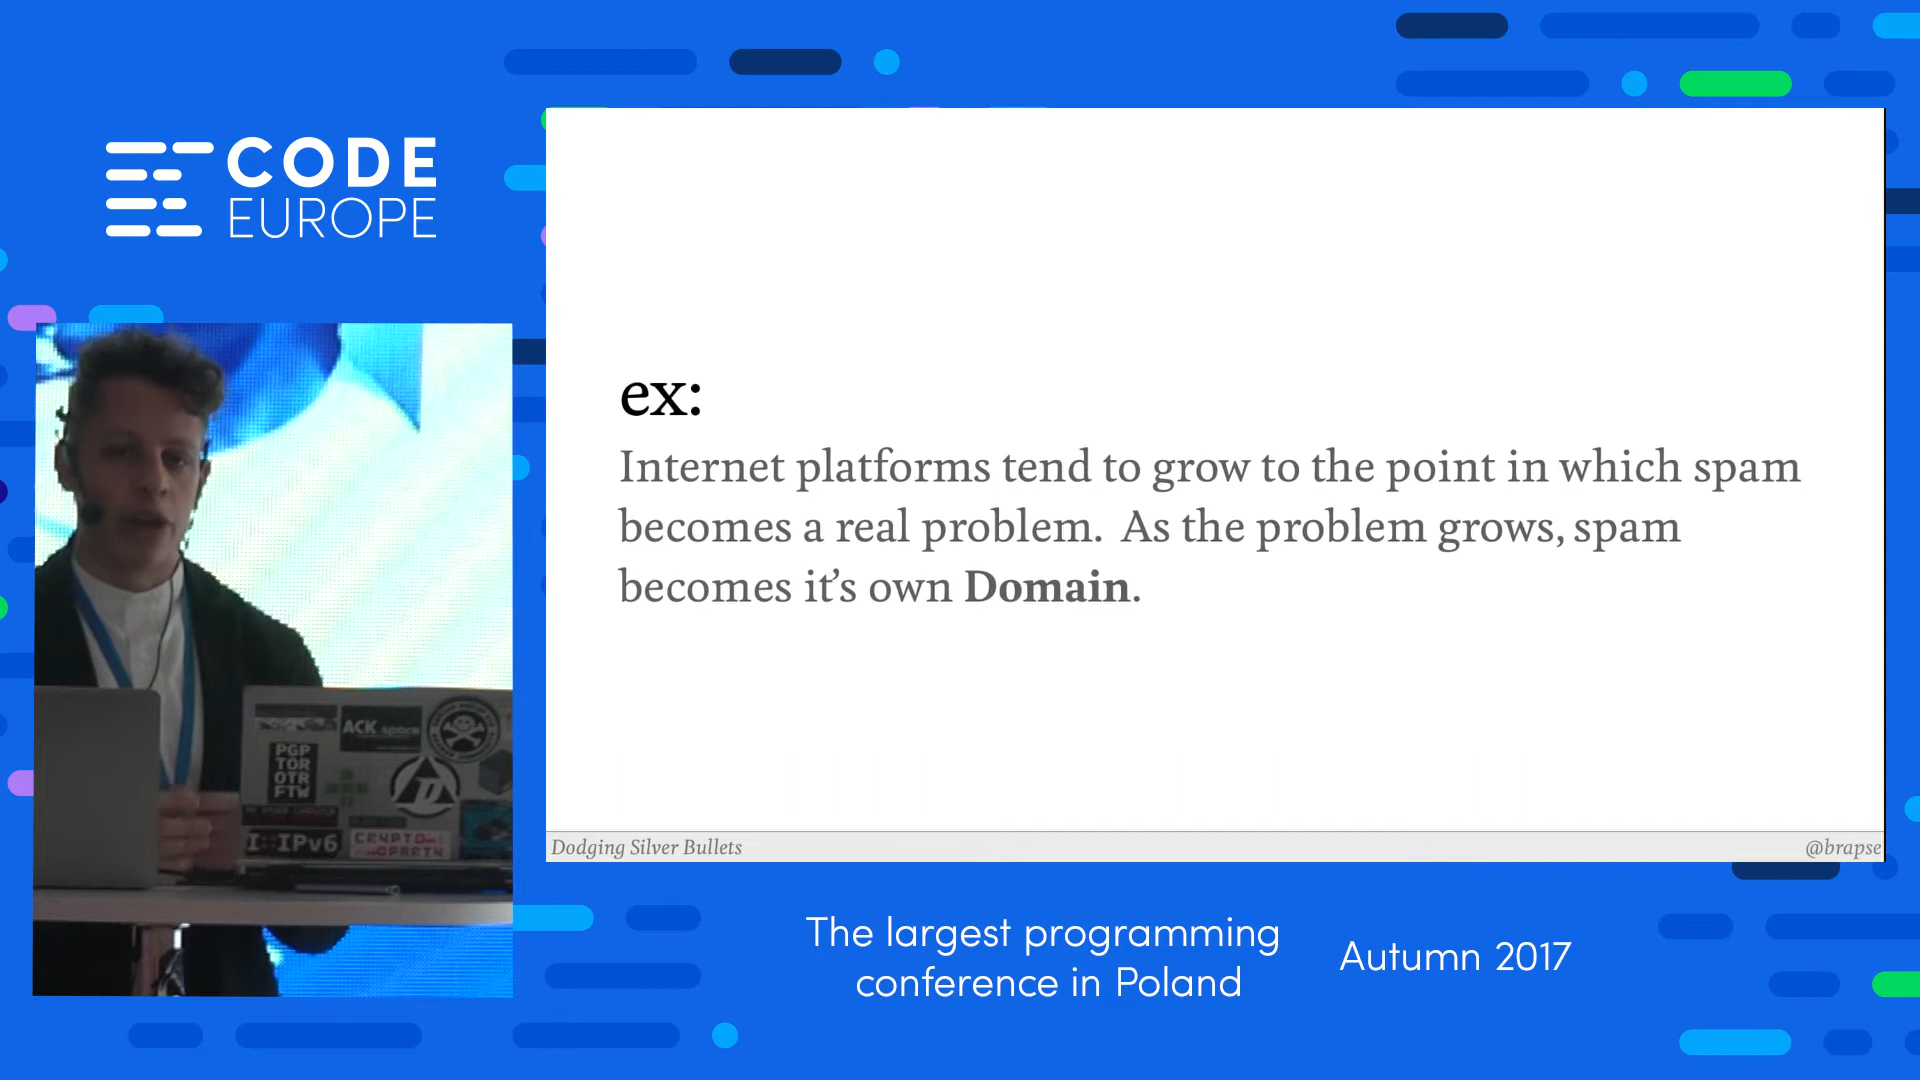 CODE
EUROPE
ex:
Internet platforms tend to grow to the point in which spam
becomes a real problem.  As the problem grows, spam
becomes it’s own Domain.
Dodging Silver Bullets
@brapse
ACK space
PGP
TOR
OTR
FTW
IPv6
The largest programming
conference in Poland
Autumn 2017